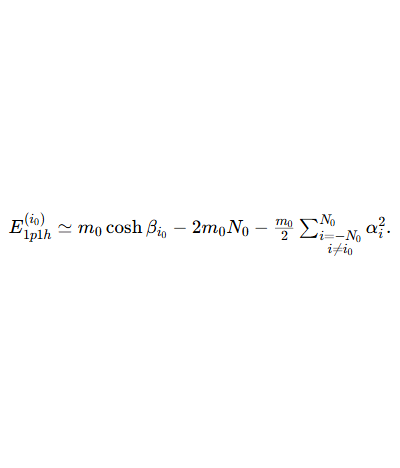 $E_{1p1h}^{(i_0)} \simeq m_0 \cosh \beta_{i_0} - 2m_0 N_0 - \frac{m_0}{2} \sum_{\substack{i=-N_0 \\ i \neq i_0}}^{N_0} \alpha_i^2.$